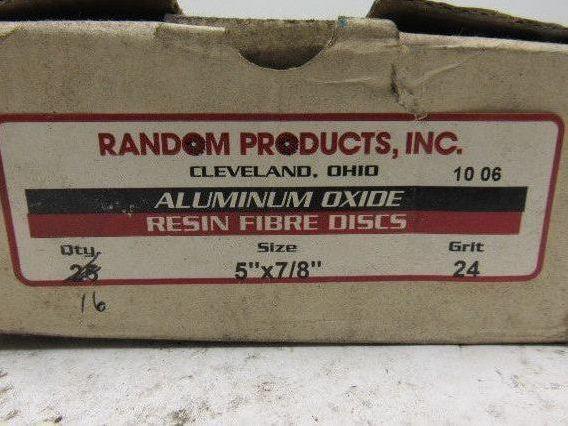 RANDOM PRODUCTS, INC.
CLEVELAND, OHIO 10 06
ALUMINUM OXIDE
RESIN FIBRE DISCS
Qty Size Grit
25 5"x7/8" 24
16